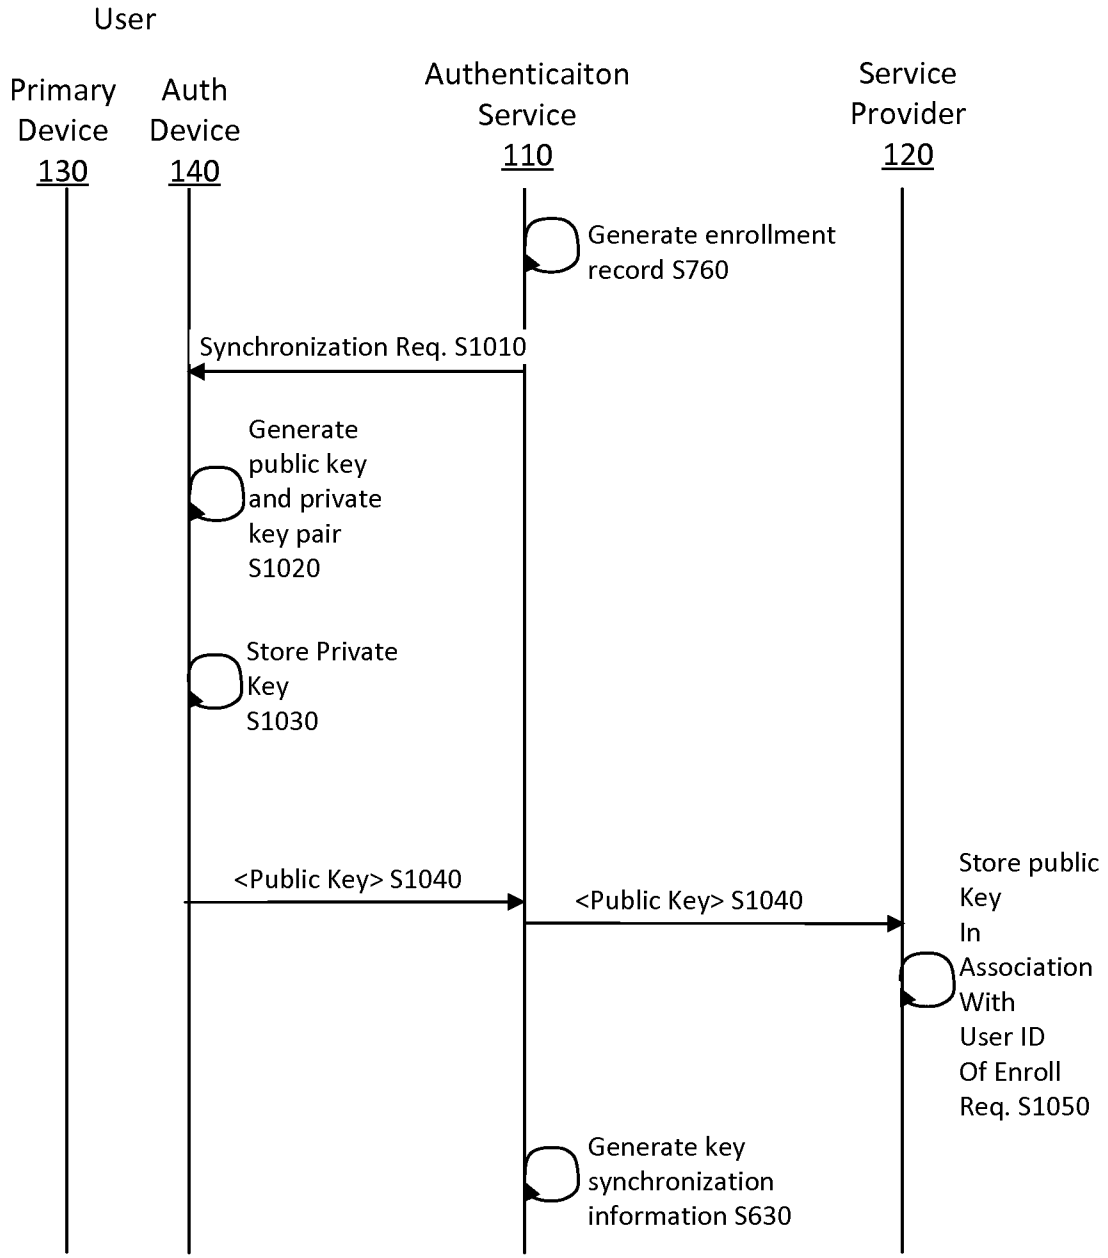 User
Primary
Device
130
Auth
Device
140
Authenticaiton
Service
110
Service
Provider
120
Generate enrollment
record S760
Synchronization Req. S1010
Generate
public key
and private
key pair
S1020
Store Private
Key
S1030
<Public Key> S1040
<Public Key> S1040
Store public
Key
In
Association
With
User ID
Of Enroll
Req. S1050
Generate key
synchronization
information S630